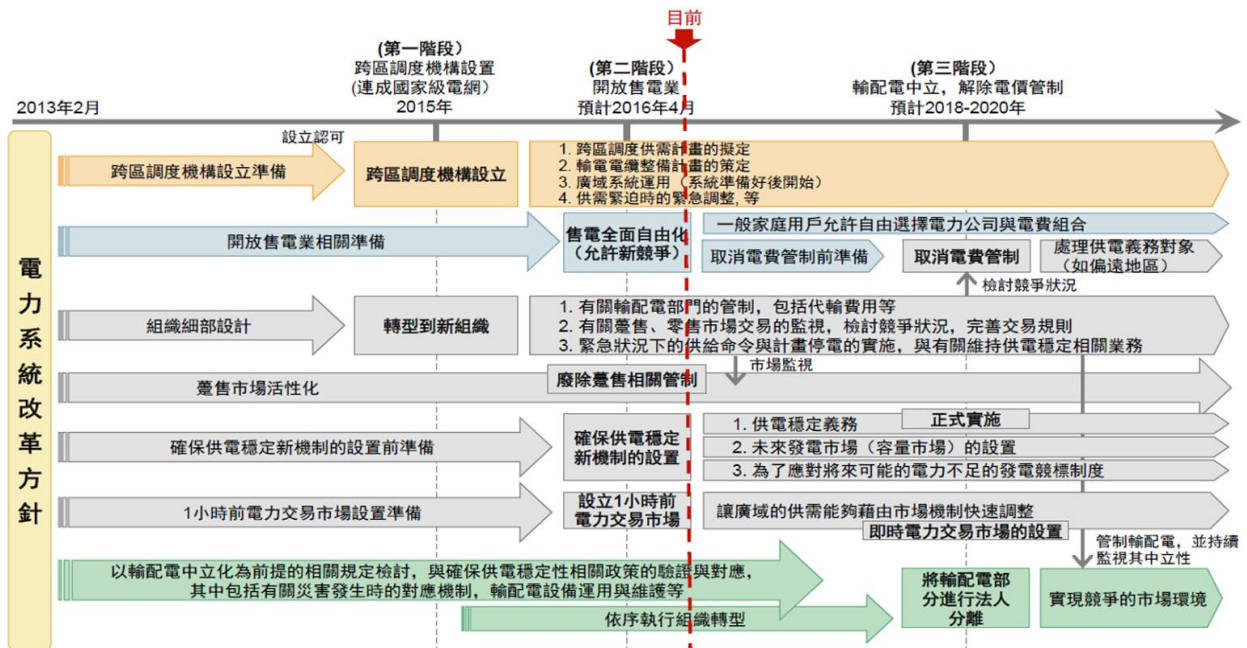 目前
(第一階段)
跨區調度機構設置
(連成國家級電網)
2015年
(第二階段)
開放售電業
預計2016年4月
(第三階段)
輸配電中立，解除電價管制
預計2018-2020年
2013年2月
電力系統改革方針
設立認可
跨區調度機構設立準備
跨區調度機構設立
1. 跨區調度供需計畫的擬定
2. 輸電電纜整備計畫的策定
3. 廣域系統運用（系統準備好後開始）
4. 供需緊迫時的緊急調整, 等
開放售電業相關準備
售電全面自由化
（允許新競爭）
一般家庭用戶允許自由選擇電力公司與電費組合
取消電費管制前準備
取消電費管制
處理供電義務對象
（如偏遠地區）
檢討競爭狀況
組織細部設計
轉型到新組織
1. 有關輸配電部門的管制，包括代輸費用等
2. 有關躉售、零售市場交易的監視，檢討競爭狀況，完善交易規則
3. 緊急狀況下的供給命令與計畫停電的實施，與有關維持供電穩定相關業務
市場監視
躉售市場活性化
廢除躉售相關管制
確保供電穩定新機制的設置前準備
確保供電穩定
新機制的設置
1. 供電穩定義務
正式實施
2. 未來發電市場（容量市場）的設置
3. 為了應對將來可能的電力不足的發電競標制度
1小時前電力交易市場設置準備
設立1小時前
電力交易市場
讓廣域的供需能夠藉由市場機制快速調整
即時電力交易市場的設置
管制輸配電，並持續
監視其中立性
以輸配電中立化為前提的相關規定檢討，與確保供電穩定性相關政策的驗證與對應，
其中包括有關災害發生時的對應機制，輸配電設備運用與維護等
依序執行組織轉型
將輸配電部
分進行法人
分離
實現競爭的市場環境